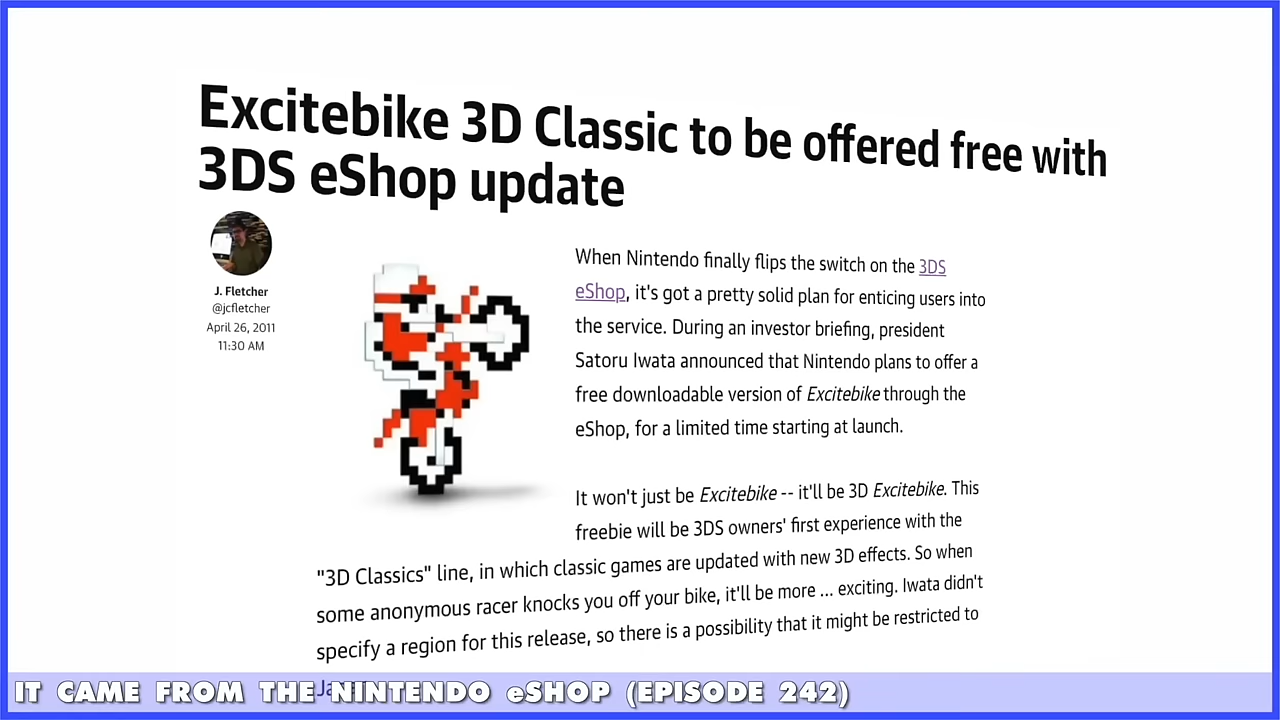 Excitebike 3D Classic to be offered free with
3DS eShop update
J. Fletcher
@jcfletcher
April 26, 2011
11:30 AM
When Nintendo finally flips the switch on the 3DS
eShop, it's got a pretty solid plan for enticing users into
the service. During an investor briefing, president
Satoru Iwata announced that Nintendo plans to offer a
free downloadable version of Excitebike through the
eShop, for a limited time starting at launch.
It won't just be Excitebike -- it'll be 3D Excitebike. This
freebie will be 3DS owners' first experience with the
"3D Classics" line, in which classic games are updated with new 3D effects. So when
some anonymous racer knocks you off your bike, it'll be more ... exciting. Iwata didn't
specify a region for this release, so there is a possibility that it might be restricted to
IT CAME FROM THE NINTENDO eSHOP (EPISODE 242)